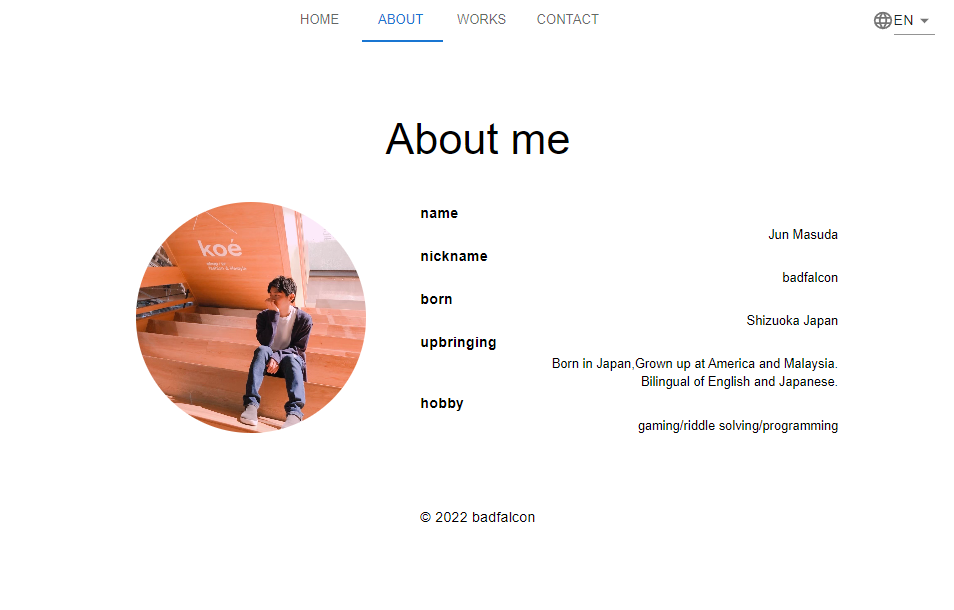 HOME ABOUT WORKS CONTACT EN
About me
koé
name
Jun Masuda
nickname
badfalcon
born
Shizuoka Japan
upbringing
Born in Japan,Grown up at America and Malaysia.
Bilingual of English and Japanese.
hobby
gaming/riddle solving/programming
© 2022 badfalcon